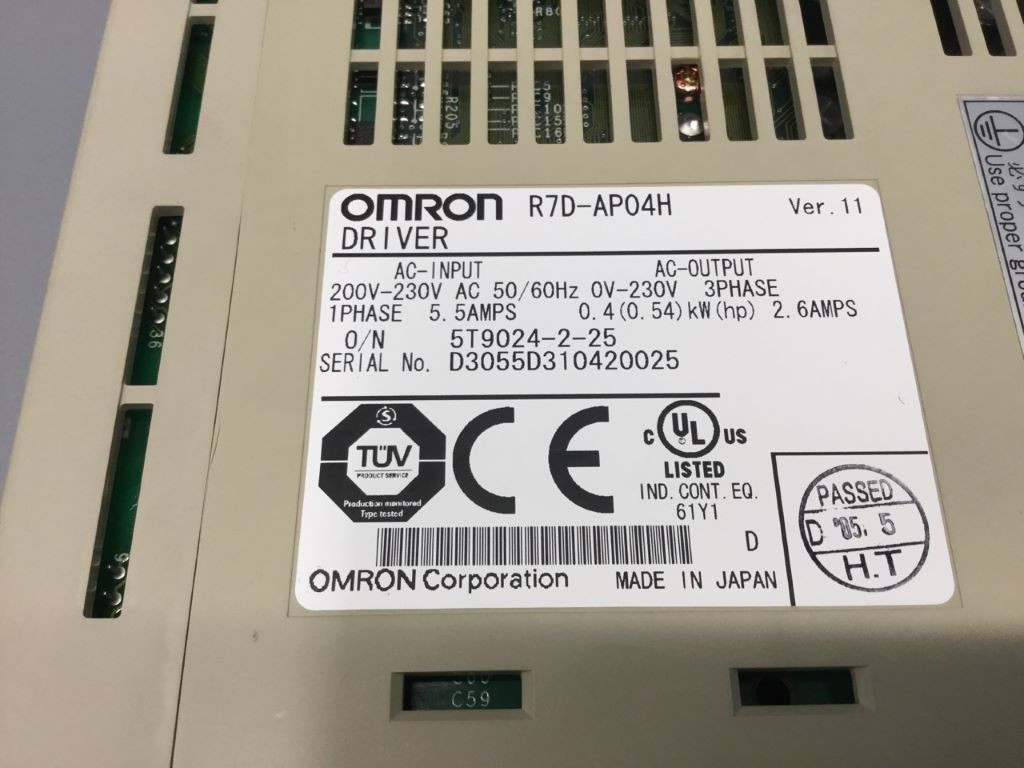 R205
OMRON R7D-AP04H Ver.11
DRIVER
AC-INPUT AC-OUTPUT
200V-230V AC 50/60Hz 0V-230V 3PHASE
1PHASE 5.5AMPS 0.4(0.54)kW(hp) 2.6AMPS
O/N 5T9024-2-25
SERIAL No. D3055D310420025
S
TÜV
PRODUCT SERVICE
Production monitored
Type tested
CE
C UL US
LISTED
IND.CONT.EQ.
61Y1
D
OMRON Corporation MADE IN JAPAN
PASSED
D '05. 5
H.T
Use proper
36
9
C59